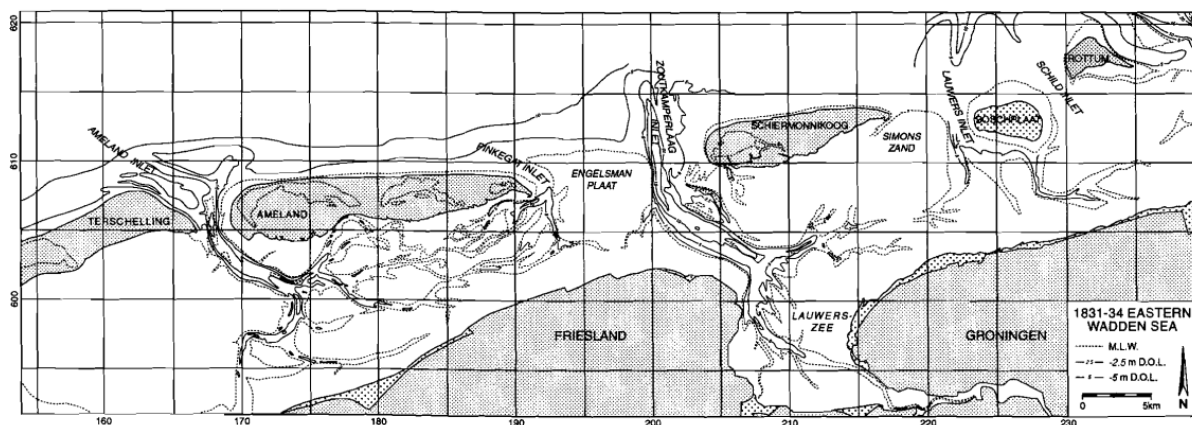 620
610
600
AMELAND INLET
TERSCHELLING
AMELAND
PINKEGAT INLET
ENGELSMAN
PLAAT
ZOUTKAMPERLAAG
INLET
SCHIERMONNIKOOG
SIMONS
ZAND
LAUWERS INLET
BOSCHPLAAT
SCHILD INLET
ROTTUM
FRIESLAND
LAUWERS-
ZEE
GRONINGEN
1831-34 EASTERN
WADDEN SEA
M.L.W.
-2.5 m D.O.L.
-5 m D.O.L.
0 5km
N
160 170 180 190 200 210 220 230